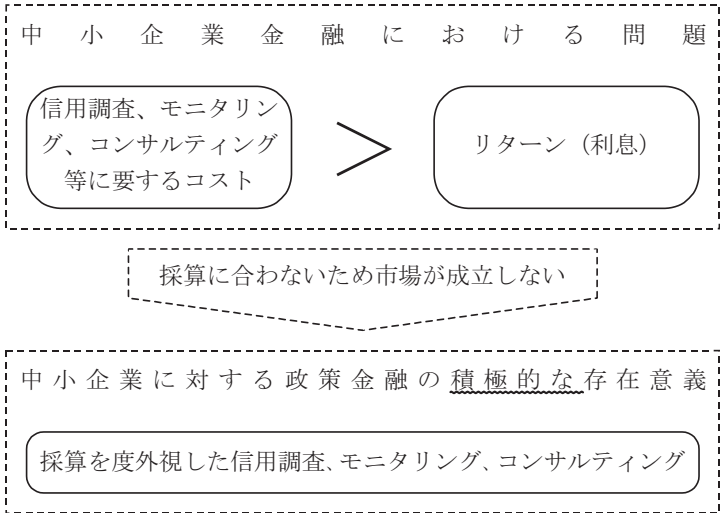 中小企業金融における問題
信用調査、モニタリン
グ、コンサルティング
等に要するコスト
＞
リターン（利息）
採算に合わないため市場が成立しない
中小企業に対する政策金融の積極的な存在意義
採算を度外視した信用調査、モニタリング、コンサルティング